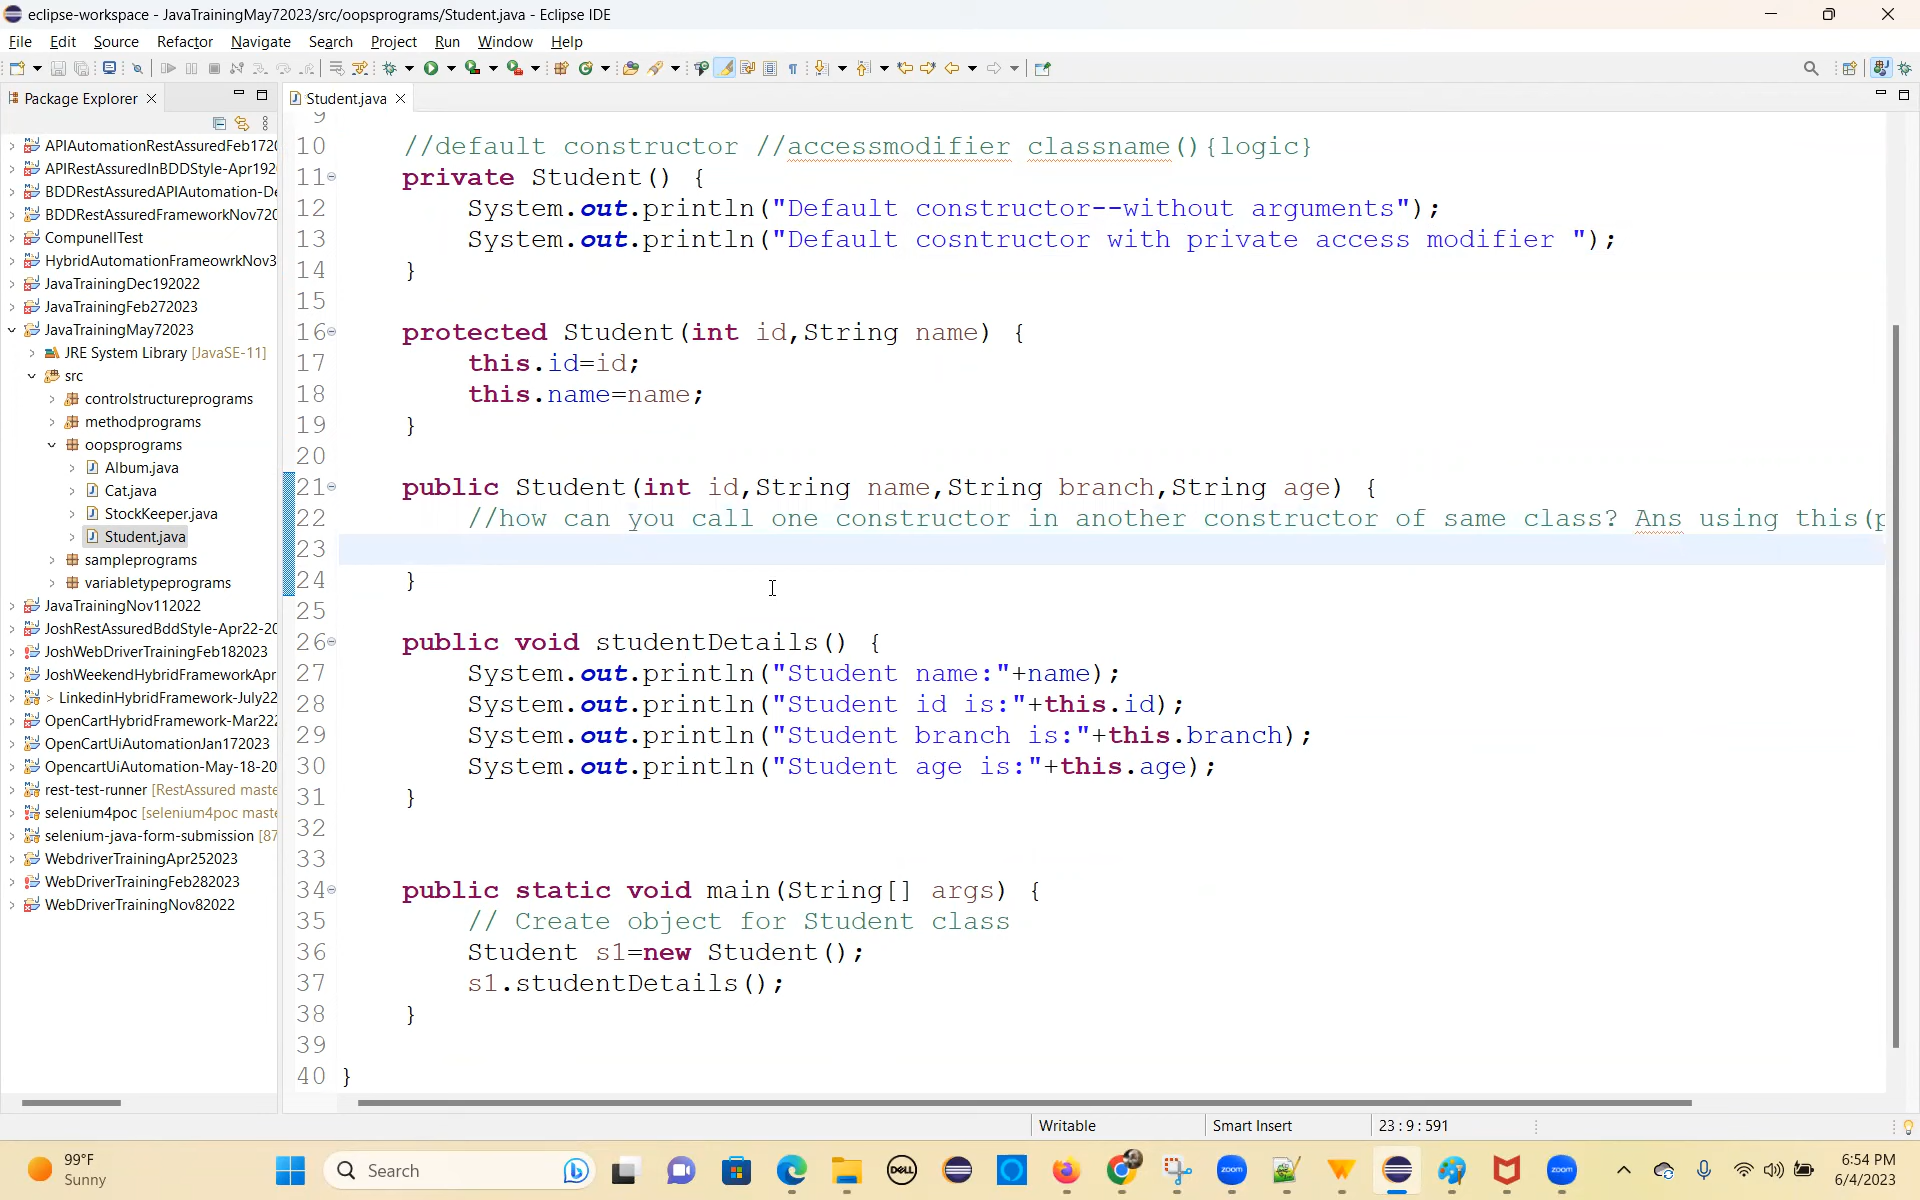 eclipse-workspace - JavaTrainingMay72023/src/oopsprograms/Student.java - Eclipse IDE
File Edit Source Refactor Navigate Search Project Run Window Help
Package Explorer
Student.java
APIAutomationRestAssuredFeb1720
APIRestAssuredInBDDStyle-Apr192
BDDRestAssuredAPIAutomation-De
BDDRestAssuredFrameworkNov720
CompunellTest
HybridAutomationFrameowrkNov3
JavaTrainingDec192022
JavaTrainingFeb272023
JavaTrainingMay72023
JRE System Library [JavaSE-11]
src
controlstructureprograms
methodprograms
oopsprograms
Album.java
Cat.java
StockKeeper.java
Student.java
sampleprograms
variabletypeprograms
JavaTrainingNov112022
JoshRestAssuredBddStyle-Apr22-20
JoshWebDriverTrainingFeb182023
JoshWeekendHybridFrameworkApr
> LinkedinHybridFramework-July22
OpenCartHybridFramework-Mar222
OpenCartUiAutomationJan172023
OpencartUiAutomation-May-18-20
rest-test-runner [RestAssured maste
selenium4poc [selenium4poc maste
selenium-java-form-submission [87
WebdriverTrainingApr252023
WebDriverTrainingFeb282023
WebDriverTrainingNov82022
9
10 //default constructor //accessmodifier classname(){logic}
11 private Student() {
12 System.out.println("Default constructor--without arguments");
13 System.out.println("Default cosntructor with private access modifier ");
14 }
15
16 protected Student(int id,String name) {
17 this.id=id;
18 this.name=name;
19 }
20
21 public Student(int id,String name,String branch,String age) {
22 //how can you call one constructor in another constructor of same class? Ans using this(p
23
24 }
25
26 public void studentDetails() {
27 System.out.println("Student name:"+name);
28 System.out.println("Student id is:"+this.id);
29 System.out.println("Student branch is:"+this.branch);
30 System.out.println("Student age is:"+this.age);
31 }
32
33
34 public static void main(String[] args) {
35 // Create object for Student class
36 Student s1=new Student();
37 s1.studentDetails();
38 }
39
40 }
Writable Smart Insert 23 : 9 : 591
99°F
Sunny
Search
DELL
zoom
zoom
6:54 PM
6/4/2023